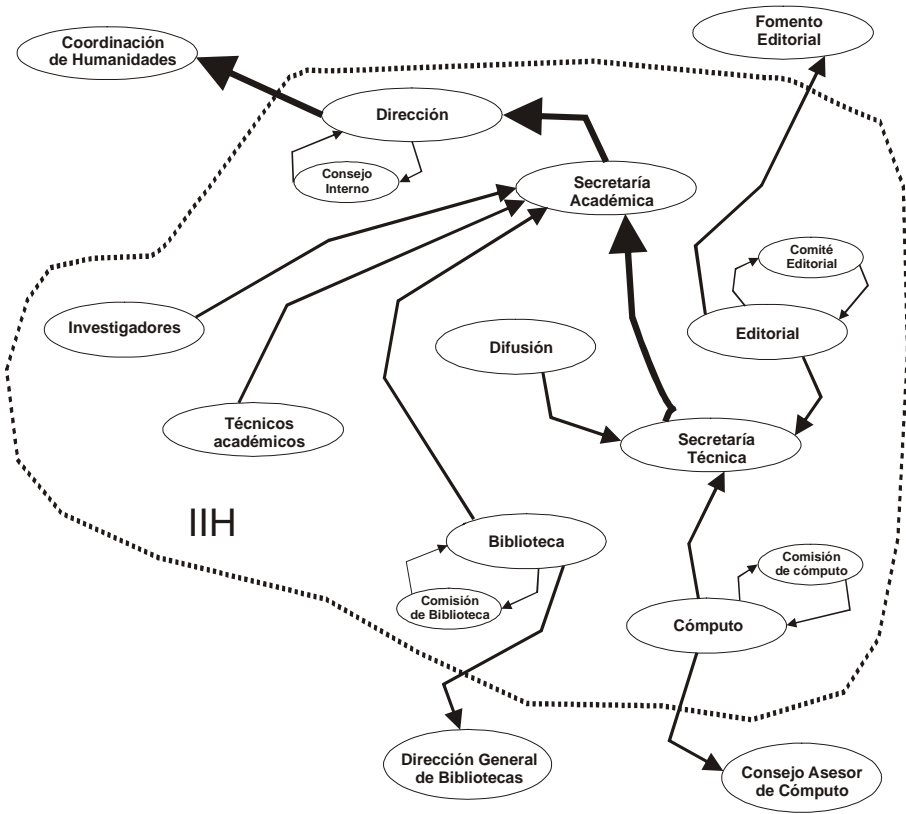 Fomento
Editorial
Coordinación
de Humanidades
Dirección
Consejo
Interno
Secretaría
Académica
Comité
Editorial
Investigadores
Editorial
Difusión
Técnicos
académicos
Secretaría
Técnica
IIH
Biblioteca
Comisión
de cómputo
Comisión
de Biblioteca
Cómputo
Dirección General
de Bibliotecas
Consejo Asesor
de Cómputo